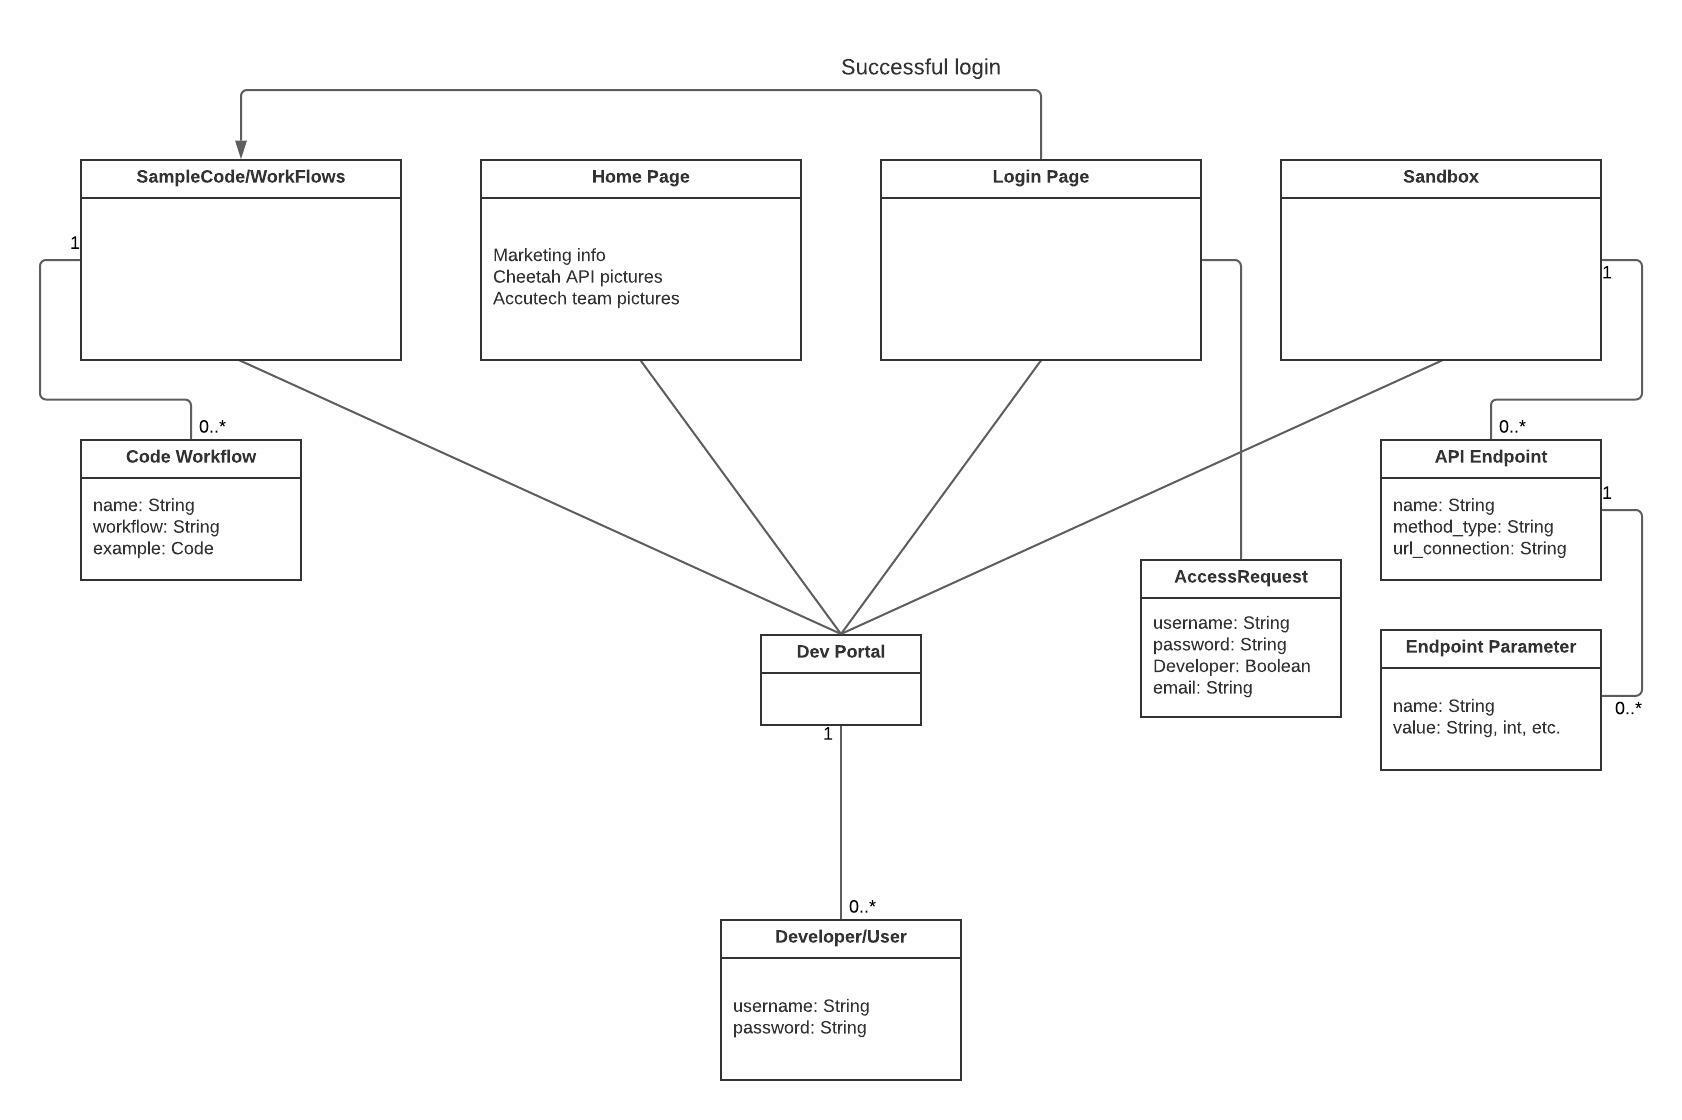 Successful login
SampleCode/WorkFlows
Home Page
Marketing info
Cheetah API pictures
Accutech team pictures
Login Page
Sandbox
1
1
0..*
Code Workflow
name: String
workflow: String
example: Code
0..*
API Endpoint
name: String
method_type: String
url_connection: String
1
AccessRequest
username: String
password: String
Developer: Boolean
email: String
Endpoint Parameter
name: String
value: String, int, etc.
0..*
Dev Portal
1
0..*
Developer/User
username: String
password: String